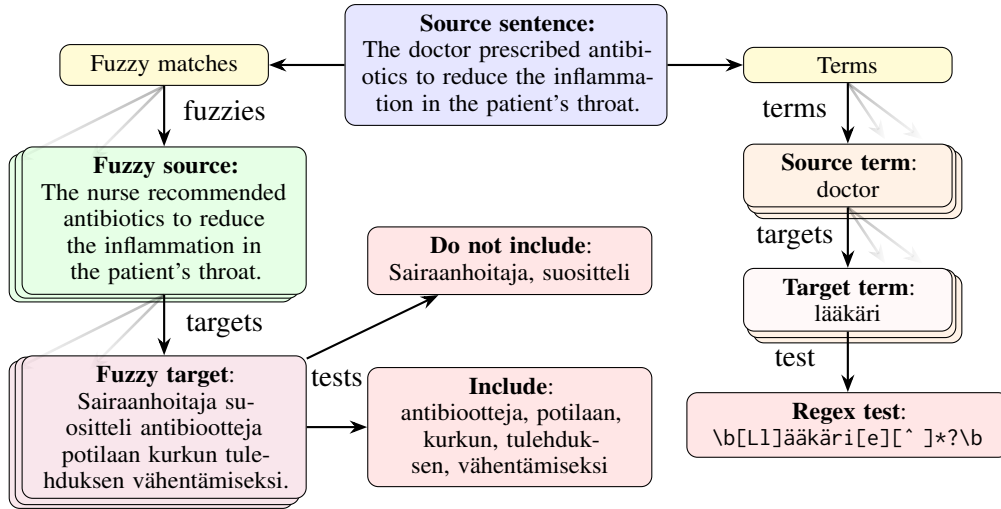 Source sentence:
The doctor prescribed antibi-
otics to reduce the inflamma-
tion in the patient's throat.
Fuzzy matches
Terms
fuzzies
terms
Fuzzy source:
The nurse recommended
antibiotics to reduce
the inflammation in
the patient's throat.
Source term:
doctor
targets
Do not include:
Sairaanhoitaja, suositteli
Target term:
lääkäri
targets
Fuzzy target:
Sairaanhoitaja su-
ositteli antibiootteja
potilaan kurkun tule-
hduksen vähentämiseksi.
tests
Include:
antibiootteja, potilaan,
kurkun, tulehduk-
sen, vähentämiseksi
test
Regex test:
\b[Ll]ääkäri[e][^ ]*?\b